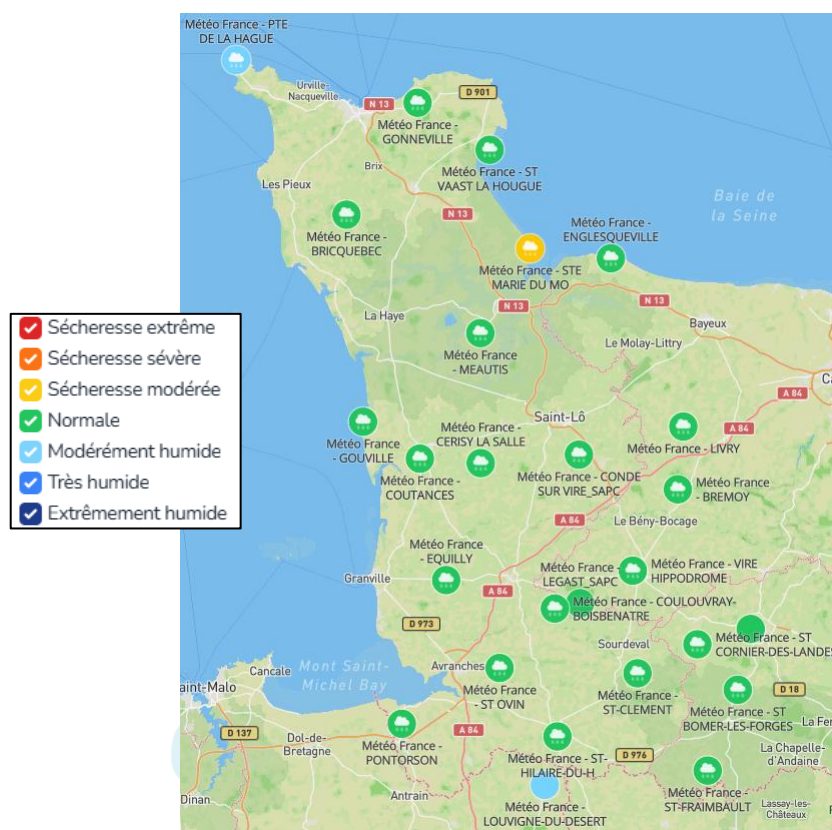 Météo France - PTE
DE LA HAGUE
Urville-
Nacqueville
N 13
D 901
Météo France -
GONNEVILLE
Brix
Météo France - ST
VAAST LA HOUGUE
Les Pieux
Baie de
la Seine
N 13
Météo France -
BRICQUEBEC
Météo France -
ENGLESQUEVILLE
Météo France - STE
MARIE DU MO
N 13
N 13
La Haye
Bayeux
Le Molay-Littry
Météo France
- MEAUTIS
Sécheresse extrême
Sécheresse sévère
Sécheresse modérée
Normale
Modérément humide
Très humide
Extrêmement humide
Ca
A 84
Saint-Lô
Météo France
- GOUVILLE
Météo France -
CERISY LA SALLE
A 84
Météo France - LIVRY
Météo France -
COUTANCES
Météo France - CONDE
SUR VIRE_SAPC
Météo France
- BREMOY
A 84
Le Bény-Bocage
Météo France
- EQUILLY
Granville
A 84
Météo France -
LEGAST_SAPC
Météo France - VIRE
HIPPODROME
Météo France - COULOUVRAY-
BOISBENATRE
D 973
Sourdeval
Météo France - ST
CORNIER-DES-LANDES
Cancale
Mont Saint-
Michel Bay
Avranches
aint-Malo
Météo France
- ST OVIN
Météo France -
ST-CLEMENT
D 18
Météo France - ST
BOMER-LES-FORGES
La Fer
D 137
Dol-de-
Bretagne
Météo France -
PONTORSON
A 84
Météo France - ST-
HILAIRE-DU-H
D 976
La Chapelle-
d'Andaine
Dinan
Antrain
Météo France -
LOUVIGNE-DU-DESERT
Météo France -
ST-FRAIMBAULT
Lassay-les-
Châteaux